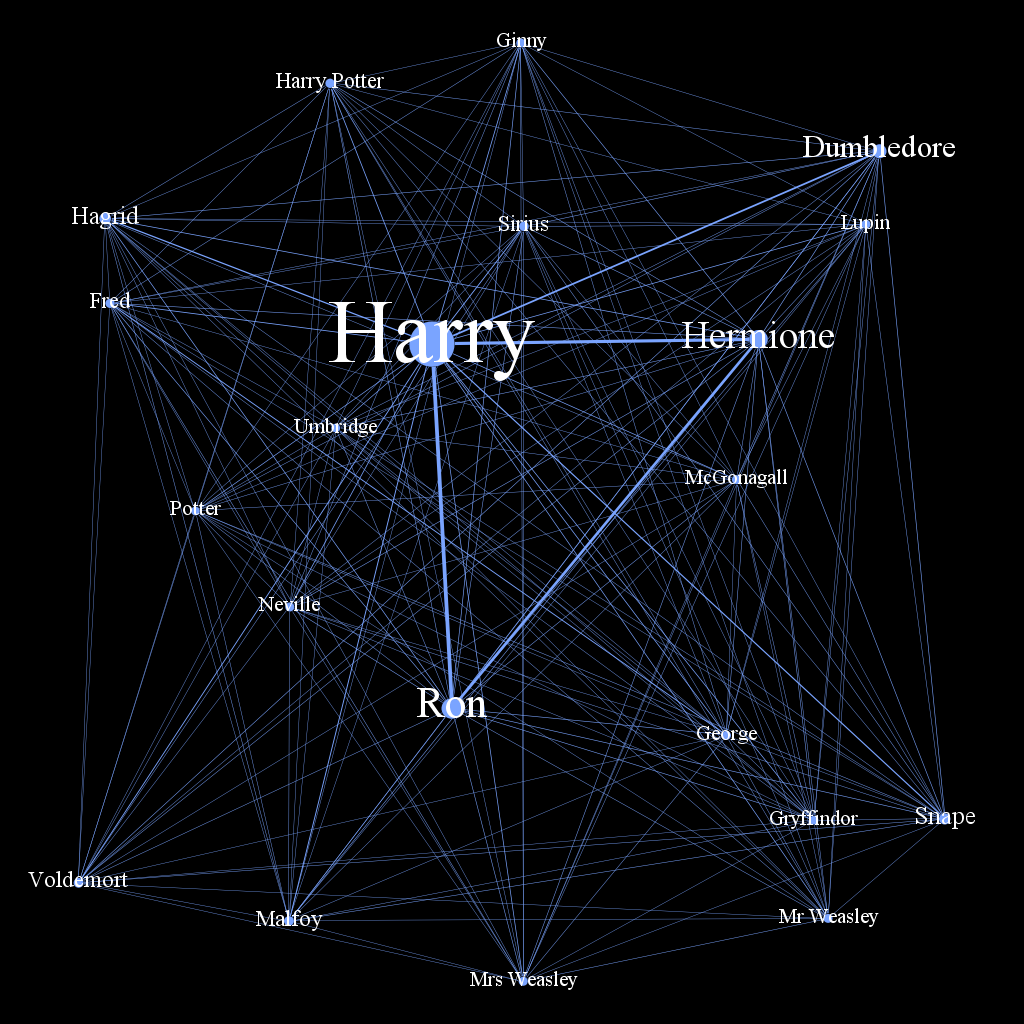 Ginny
Harry Potter
Dumbledore
Hagrid
Sirius
Lupin
Fred
Harry
Hermione
Umbridge
McGonagall
Potter
Neville
Ron
George
Gryffindor
Snape
Voldemort
Malfoy
Mr Weasley
Mrs Weasley